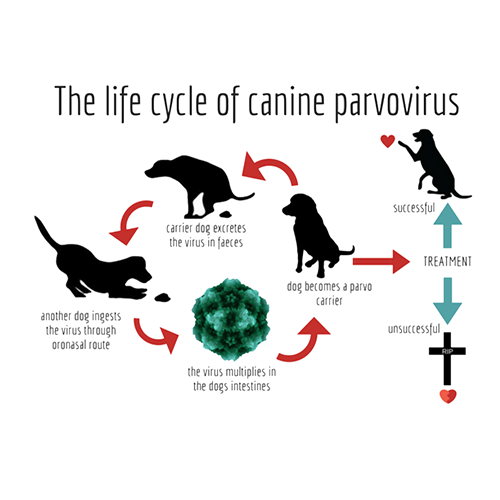 The life cycle of canine parvovirus
carrier dog excretes
the virus in faeces
another dog ingests
the virus through
oronasal route
the virus multiplies in
the dogs intestines
dog becomes a parvo
carrier
successful
TREATMENT
unsuccessful
RIP